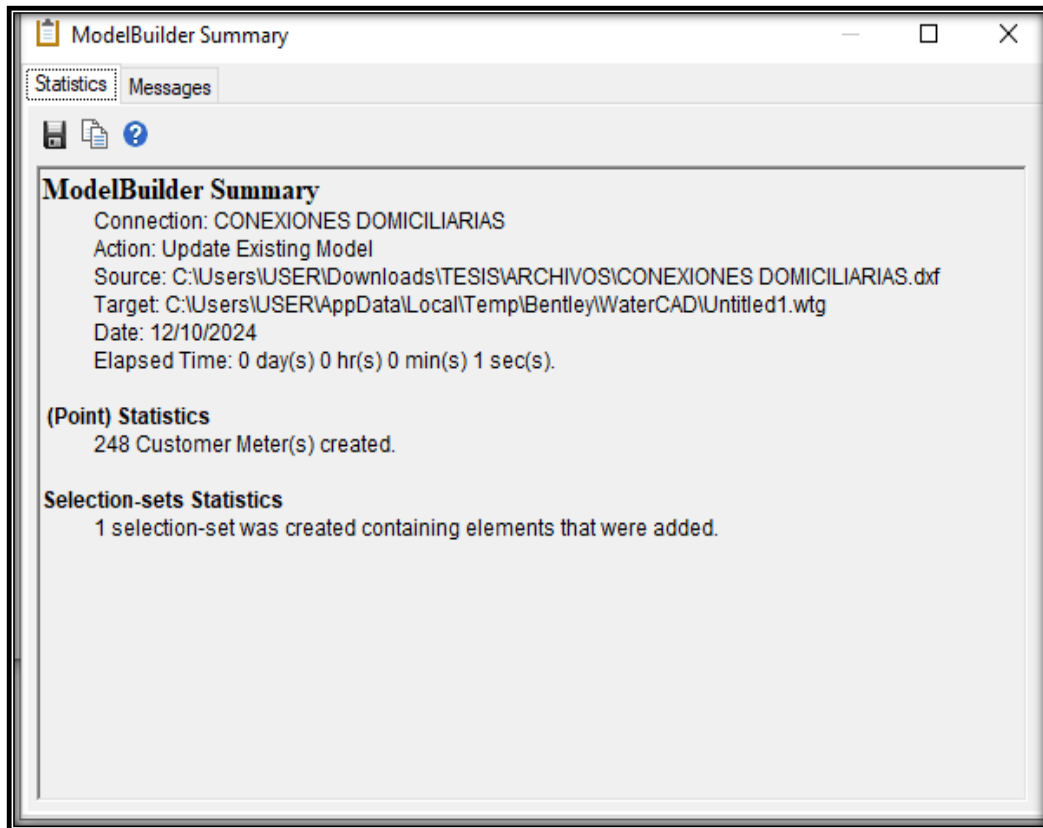 ModelBuilder Summary
Statistics
Messages
ModelBuilder Summary
Connection: CONEXIONES DOMICILIARIAS
Action: Update Existing Model
Source: C:\Users\USER\Downloads\TESIS\ARCHIVOS\CONEXIONES DOMICILIARIAS.dxf
Target: C:\Users\USER\AppData\Local\Temp\Bentley\WaterCAD\Untitled1.wtg
Date: 12/10/2024
Elapsed Time: 0 day(s) 0 hr(s) 0 min(s) 1 sec(s).
(Point) Statistics
248 Customer Meter(s) created.
Selection-sets Statistics
1 selection-set was created containing elements that were added.